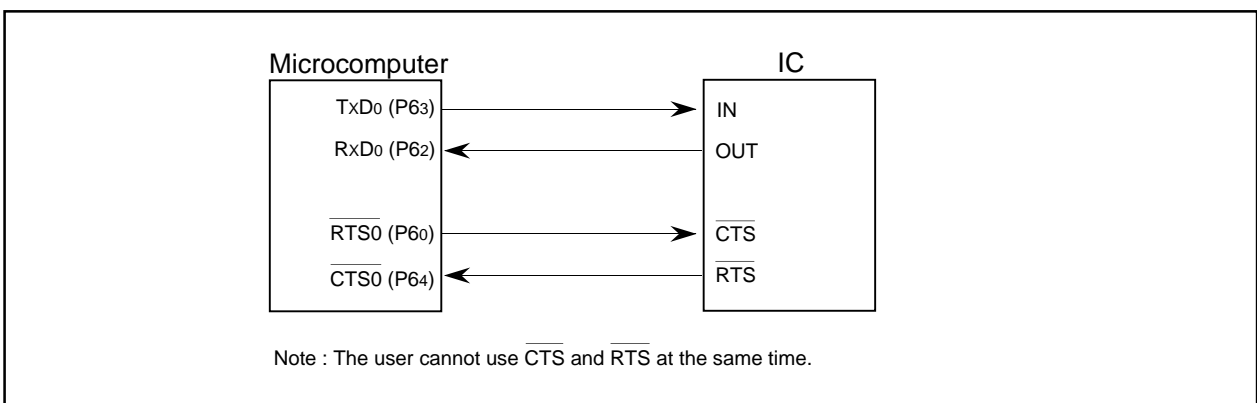 Microcomputer
IC
TxD0 (P63)
IN
RxD0 (P62)
OUT
RTS0 (P60)
CTS
CTS0 (P64)
RTS
Note : The user cannot use CTS and RTS at the same time.